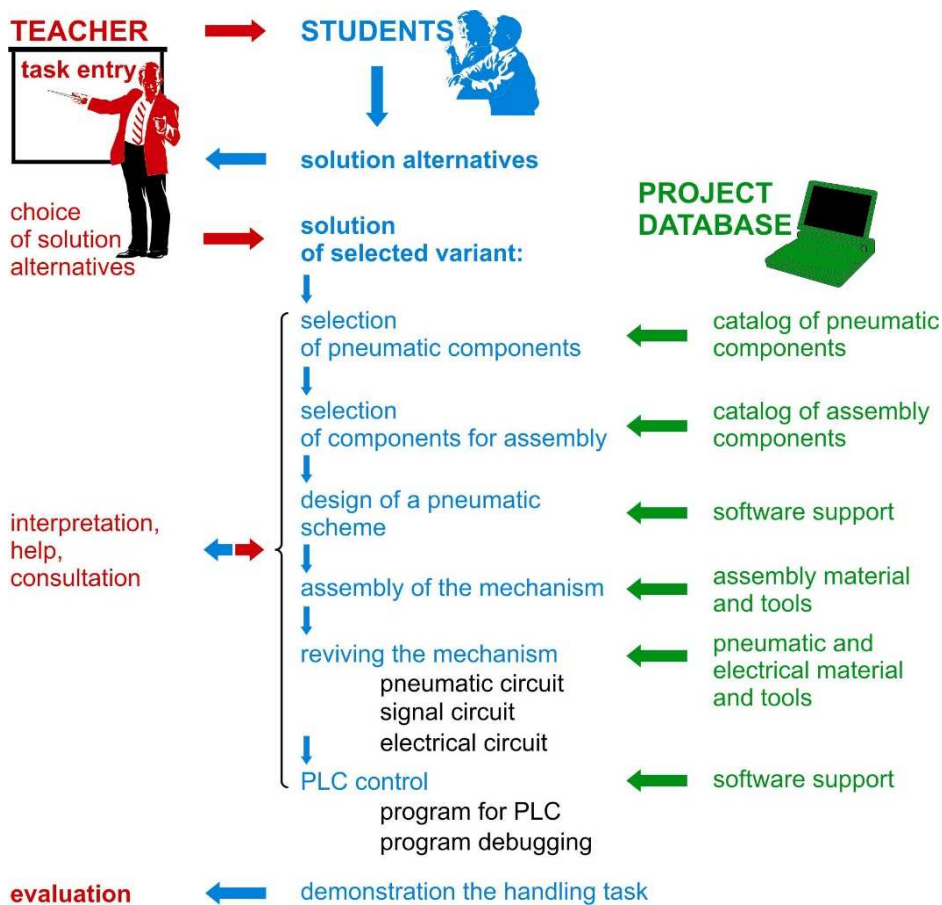 TEACHER
STUDENTS
task entry
solution alternatives
choice
of solution
alternatives
solution
of selected variant:
PROJECT
DATABASE
selection
of pneumatic components
catalog of pneumatic
components
selection
of components for assembly
catalog of assembly
components
interpretation,
help,
consultation
design of a pneumatic
scheme
software support
assembly of the mechanism
assembly material
and tools
reviving the mechanism
pneumatic circuit
signal circuit
electrical circuit
pneumatic and
electrical material
and tools
PLC control
program for PLC
program debugging
software support
evaluation
demonstration the handling task